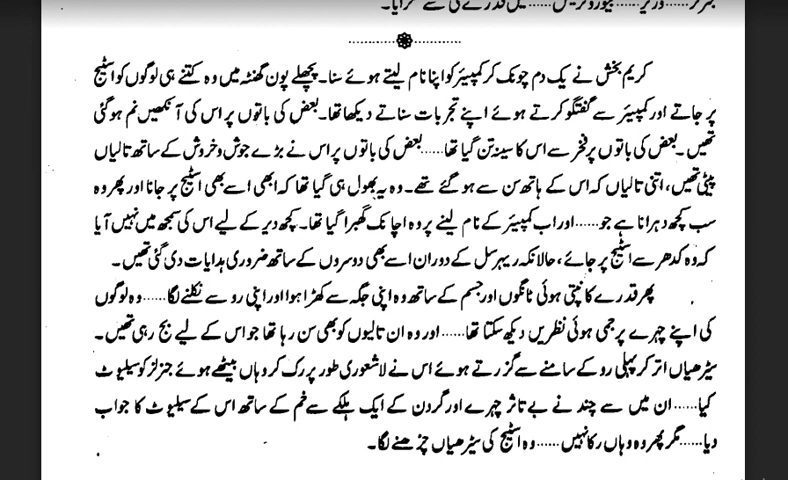 کریم بخش نے یک دم چونک کر کمپیئر کو اپنا نام لیتے ہوئے سنا۔ پچھلے پون گھنٹہ میں وہ کتنے ہی لوگوں کو اسٹیج
پر جاتے اور کمپیئر سے گفتگو کرتے ہوئے اپنے تجربات سناتے دیکھا تھا۔ بعض کی باتوں پر اس کی آنکھیں نم ہو گئی
تھیں۔ بعض کی باتوں پر فخر سے اس کا سینہ تن گیا تھا...... بعض کی باتوں پر اس نے بڑے جوش و خروش کے ساتھ تالیاں
پیٹی تھیں، اتنی تالیاں کہ اس کے ہاتھ سن سے ہو گئے تھے۔ وہ یہ بھول ہی گیا تھا کہ ابھی اسے بھی اسٹیج پر جانا اور پھر وہ
سب کچھ دہرانا ہے جو...... اور اب کمپیئر کے نام لینے پر وہ اچانک گھبرا گیا تھا۔ کچھ دیر کے لیے اس کی سمجھ میں نہیں آیا
کہ وہ کدھر سے اسٹیج پر جائے، حالانکہ ریہرسل کے دوران اسے بھی دوسروں کے ساتھ ضروری ہدایات دی گئی تھیں۔
پھر قدرے کانپتی ہوئی ٹانگوں اور جسم کے ساتھ وہ اپنی جگہ سے کھڑا ہوا اور اپنی رو سے نکلنے لگا...... وہ لوگوں
کی اپنے چہرے پر جمی ہوئی نظریں دیکھ سکتا تھا...... اور وہ ان تالیوں کو بھی سن رہا تھا جو اس کے لیے بج رہی تھیں۔
سیڑھیاں اتر کر پہلی رو کے سامنے سے گزرتے ہوئے اس نے لاشعوری طور پر رک کر وہاں بیٹھے ہوئے جنرلز کو سیلیوٹ
کیا...... ان میں سے چند نے بے تاثر چہرے اور گردن کے ایک ہلکے سے خم کے ساتھ اس کے سیلیوٹ کا جواب
دیا...... مگر پھر وہ وہاں رکا نہیں...... وہ اسٹیج کی سیڑھیاں چڑھنے لگا۔